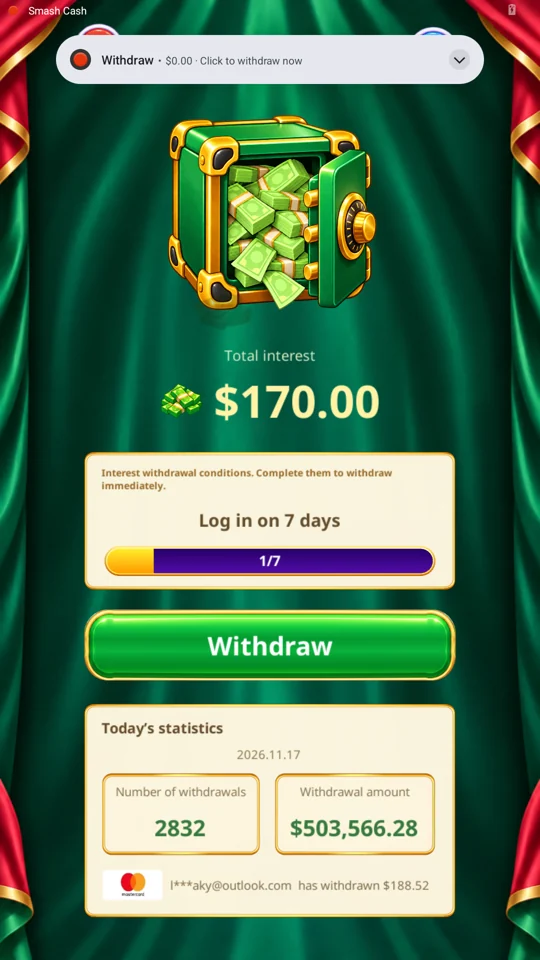 Smash Cash
Withdraw • $0.00 · Click to withdraw now
Total interest
$170.00
Interest withdrawal conditions. Complete them to withdraw
immediately.
Log in on 7 days
1/7
Withdraw
Today's statistics
2026.11.17
Number of withdrawals
2832
Withdrawal amount
$503,566.28
mastercard
l***aky@outlook.com has withdrawn $188.52